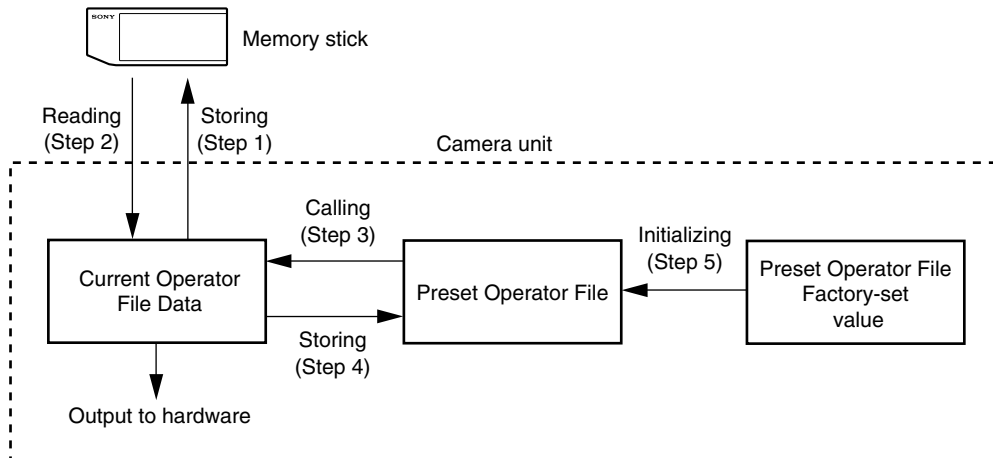 SONY
Memory stick
Reading
(Step 2)
Storing
(Step 1)
Camera unit
Calling
(Step 3)
Initializing
(Step 5)
Current Operator
File Data
Preset Operator File
Preset Operator File
Factory-set
value
Storing
(Step 4)
Output to hardware